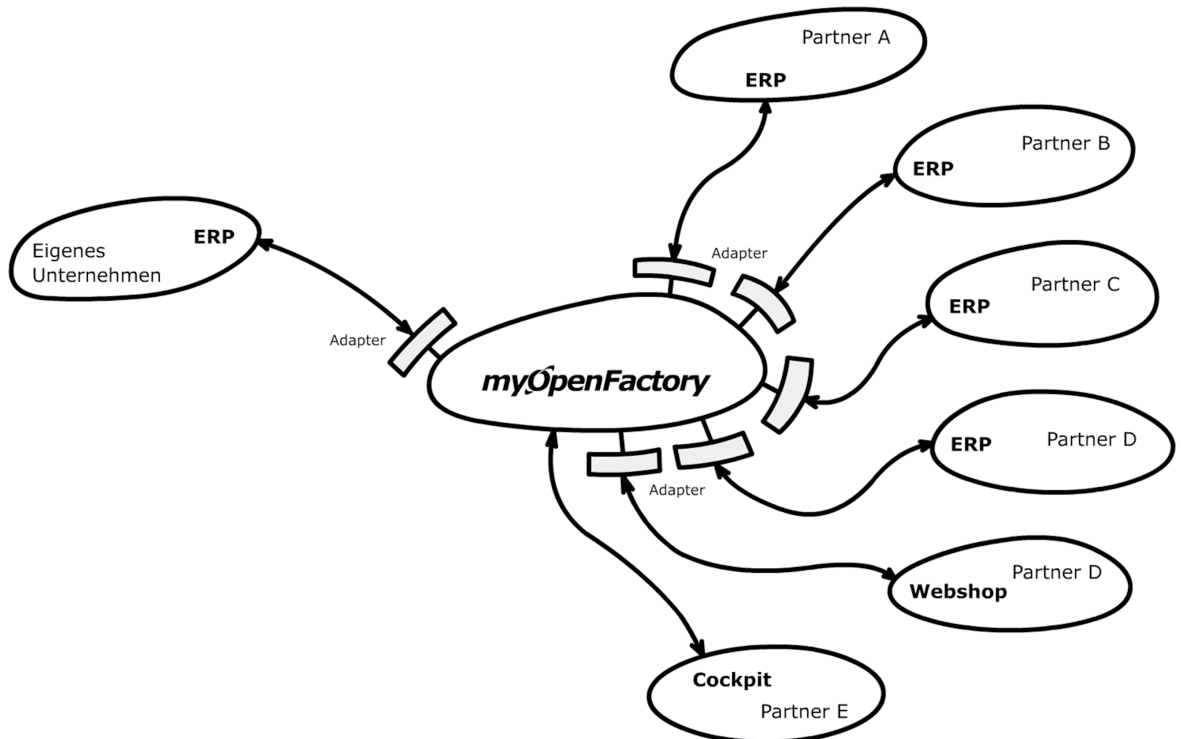 Partner A
ERP
Partner B
ERP
Eigenes
Unternehmen
ERP
Adapter
Partner C
ERP
Adapter
myOpenFactory
ERP
Partner D
Adapter
Partner D
Webshop
Cockpit
Partner E